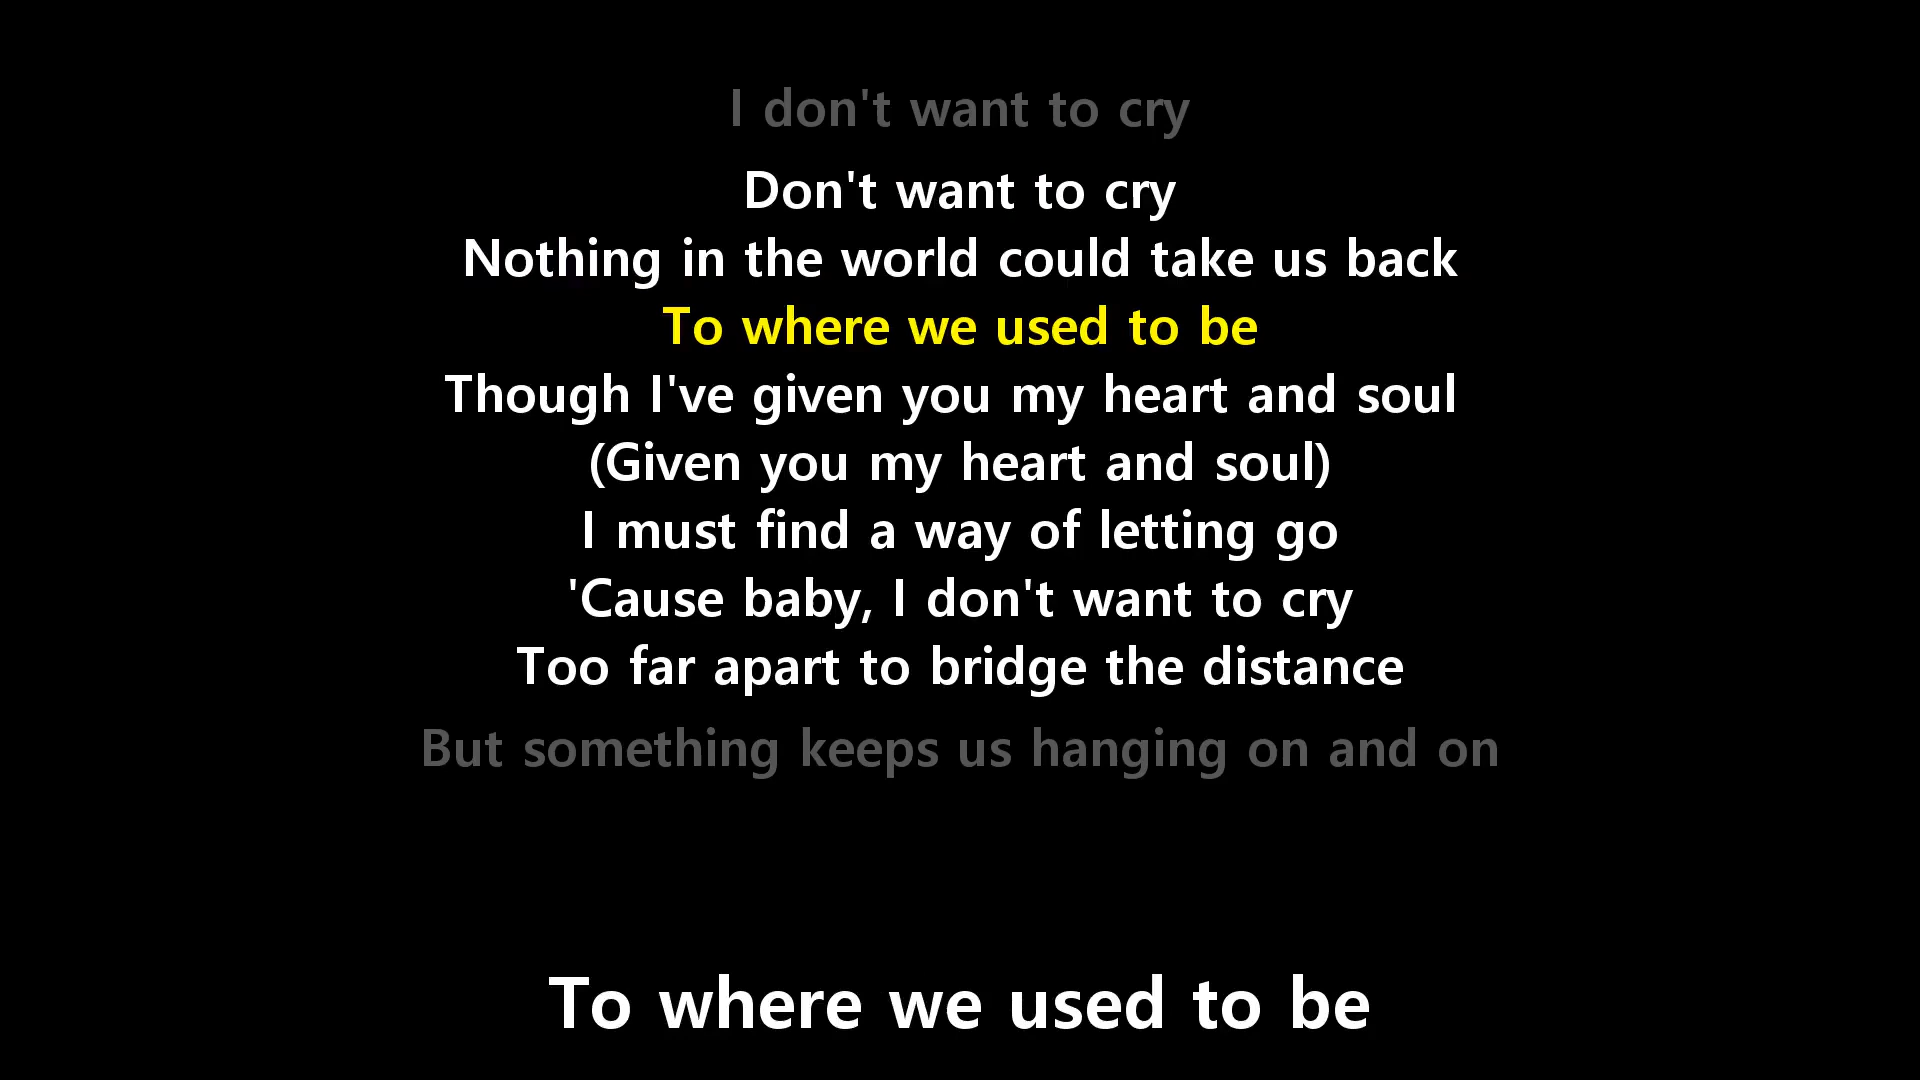 I don't want to cry
Don't want to cry
Nothing in the world could take us back
To where we used to be
Though I've given you my heart and soul
(Given you my heart and soul)
I must find a way of letting go
'Cause baby, I don't want to cry
Too far apart to bridge the distance
But something keeps us hanging on and on
To where we used to be